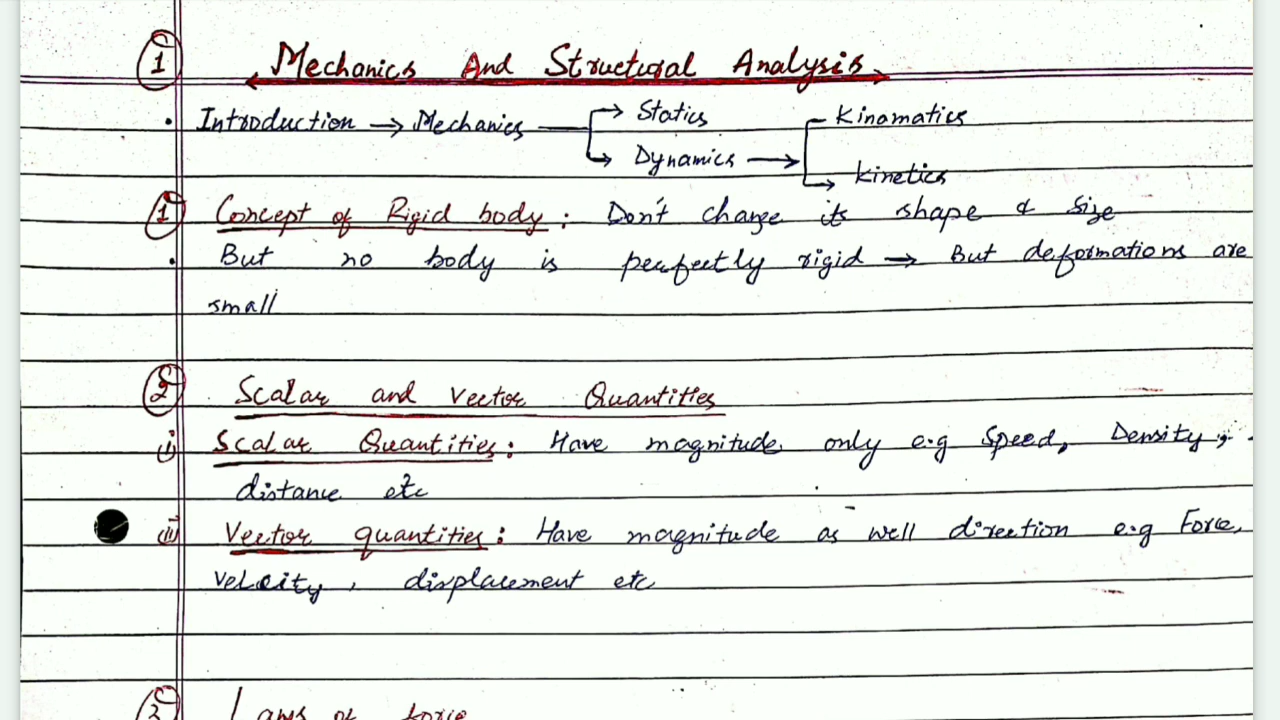 1 Mechanics And Structural Analysis
• Introduction → Mechanics → Statics
→ Dynamics → Kinamatics
→ kinetics
1 Concept of Rigid body : Don't change its shape & size
• But no body is perfectly rigid → But deformations are
small
2 Scalar and vector Quantities
i) Scalar Quantities : Have magnitude only e.g Speed, Density,
distance etc
ii) Vector quantities : Have magnitude as well direction e.g Force,
velocity, displacement etc
3 Laws of force